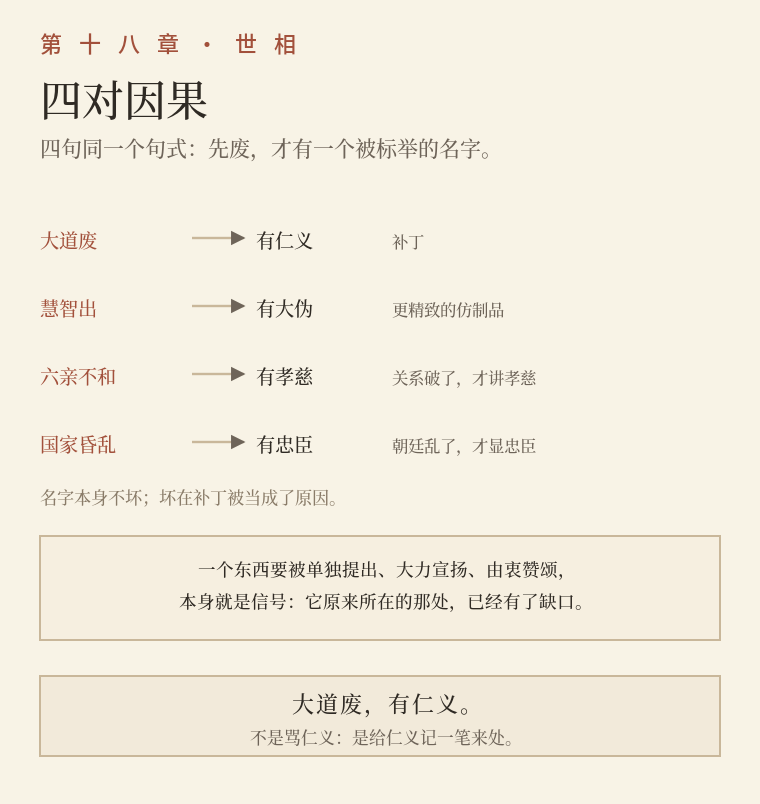 第十八章·世相
四对因果
四句同一个句式：先废，才有一个被标举的名字。
大道废 有仁义 补丁
慧智出 有大伪 更精致的仿制品
六亲不和 有孝慈 关系破了，才讲孝慈
国家昏乱 有忠臣 朝廷乱了，才显忠臣
名字本身不坏；坏在补丁被当成了原因。
一个东西要被单独提出、大力宣扬、由衷赞颂，
本身就是信号：它原来所在的那处，已经有了缺口。
大道废，有仁义。
不是骂仁义：是给仁义记一笔来处。